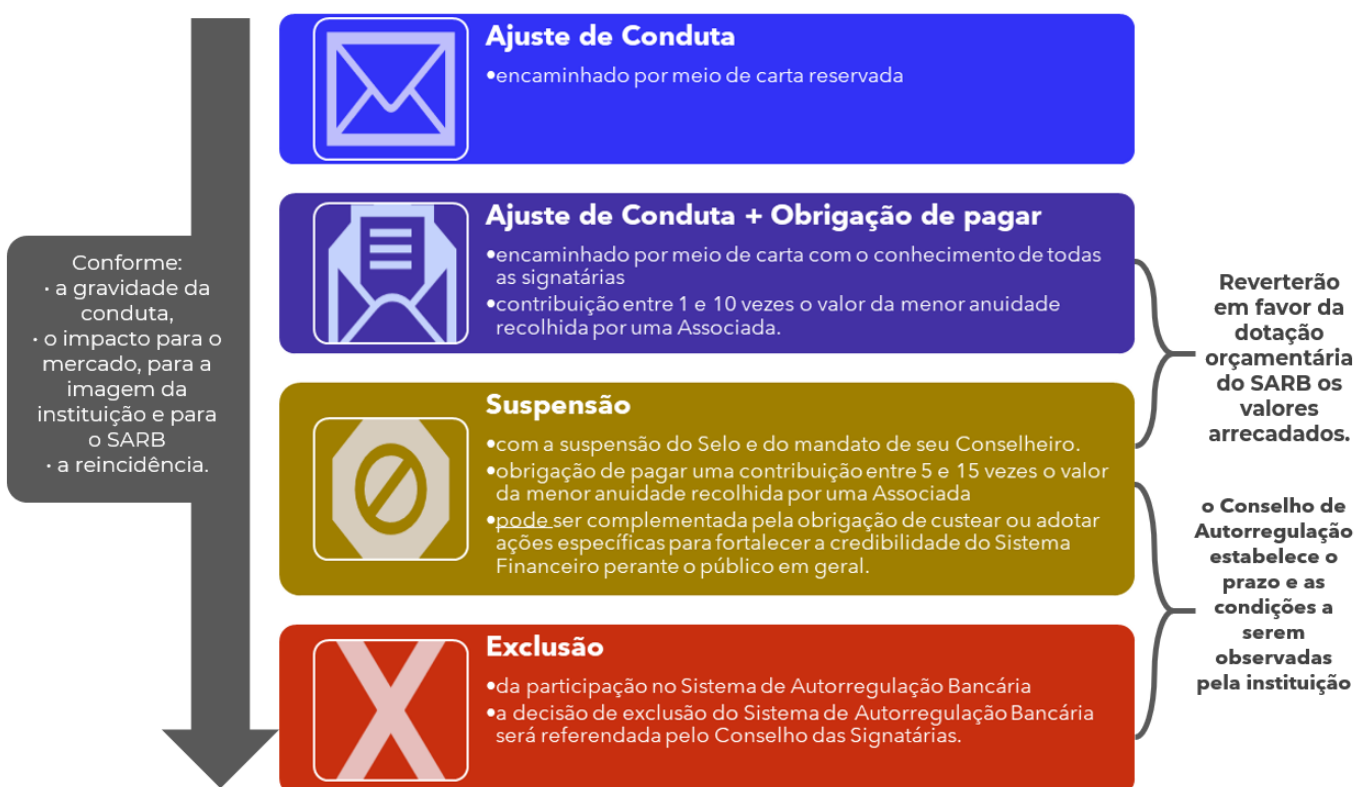 Conforme:
· a gravidade da
conduta,
· o impacto para o
mercado, para a
imagem da
instituição e para
o SARB
· a reincidência.
Ajuste de Conduta
•encaminhado por meio de carta reservada
Ajuste de Conduta + Obrigação de pagar
•encaminhado por meio de carta com o conhecimento de todas
as signatárias
•contribuição entre 1 e 10 vezes o valor da menor anuidade
recolhida por uma Associada.
Suspensão
•com a suspensão do Selo e do mandato de seu Conselheiro.
•obrigação de pagar uma contribuição entre 5 e 15 vezes o valor
da menor anuidade recolhida por uma Associada
•pode ser complementada pela obrigação de custear ou adotar
ações específicas para fortalecer a credibilidade do Sistema
Financeiro perante o público em geral.
Exclusão
•da participação no Sistema de Autorregulação Bancária
•a decisão de exclusão do Sistema de Autorregulação Bancária
será referendada pelo Conselho das Signatárias.
Reverterão
em favor da
dotação
orçamentária
do SARB os
valores
arrecadados.
o Conselho de
Autorregulação
estabelece o
prazo e as
condições a
serem
observadas
pela instituição